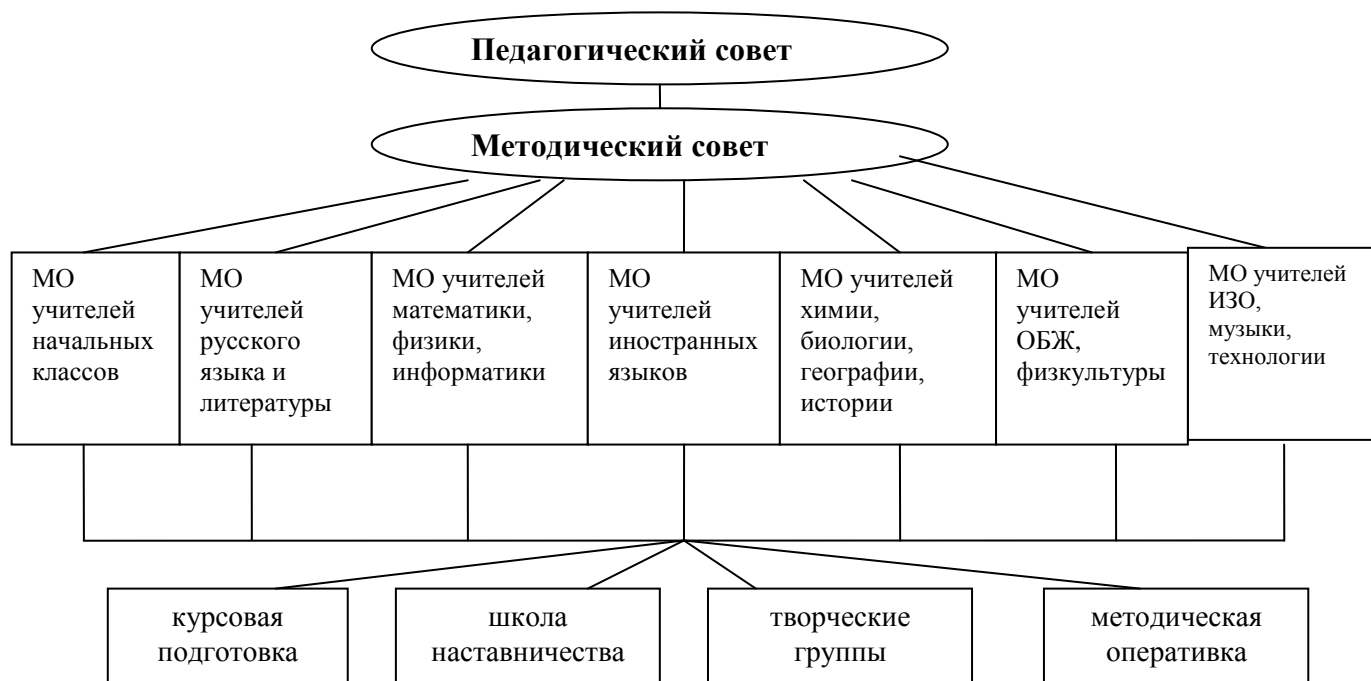 Педагогический совет
Методический совет
МО
учителей
начальных
классов
МО
учителей
русского
языка и
литературы
МО учителей
математики,
физики,
информатики
МО
учителей
иностранных
языков
МО учителей
химии,
биологии,
географии,
истории
МО
учителей
ОБЖ,
физкультуры
МО учителей
ИЗО,
музыки,
технологии
курсовая
подготовка
школа
наставничества
творческие
группы
методическая
оперативка